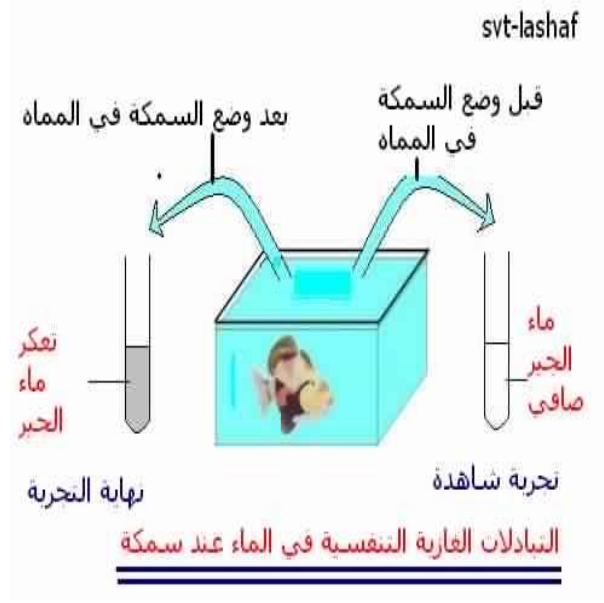 svt-lashaf
قبل وضع السمكة
في المماه
بعد وضع السمكة في المماه
ماء
الجير
صافي
تعكر
ماء
الجير
تجربة شاهدة
نهاية التجربة
التبادلات الغازية التنفسية في الماء عند سمكة